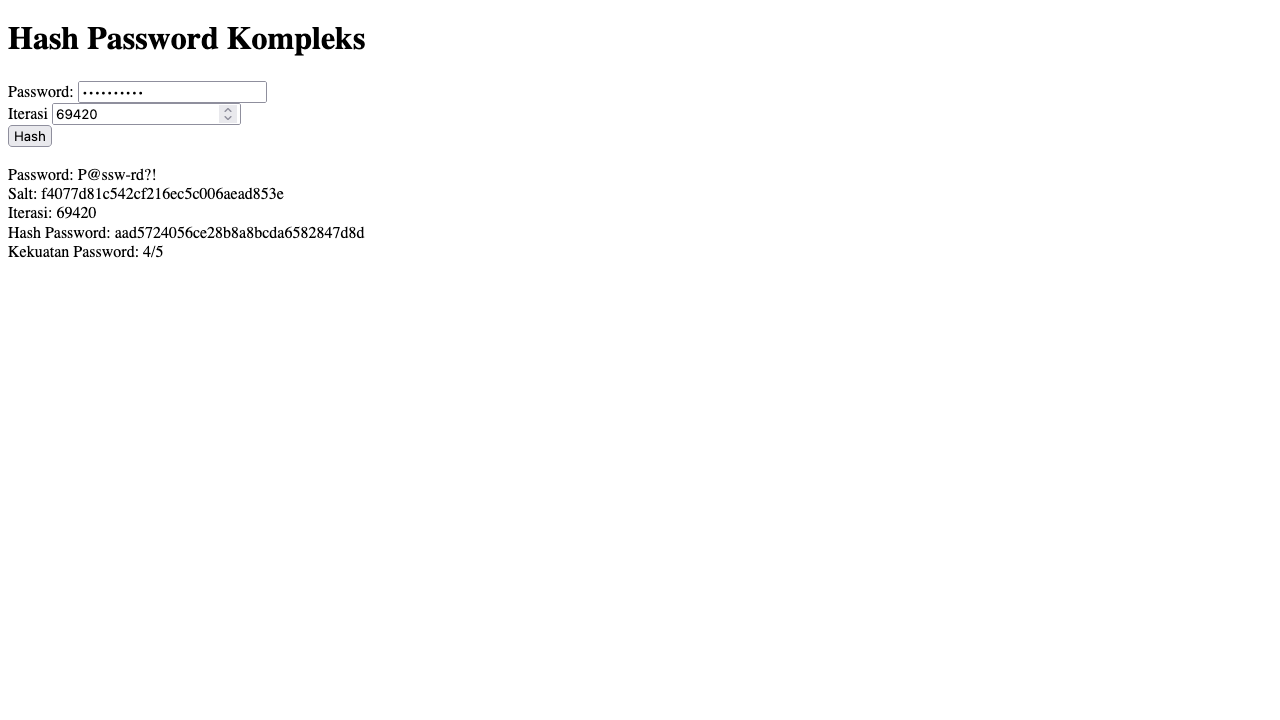 Hash Password Kompleks
Password: ••••••••••
Iterasi 69420
Hash
Password: P@ssw-rd?!
Salt: f4077d81c542cf216ec5c006aead853e
Iterasi: 69420
Hash Password: aad5724056ce28b8a8bcda6582847d8d
Kekuatan Password: 4/5